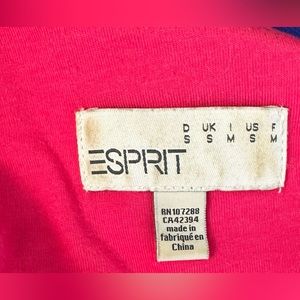 D UK I US F
S S M S M
ESPRIT
RN107288
CA42394
made in
fabriqué en
China